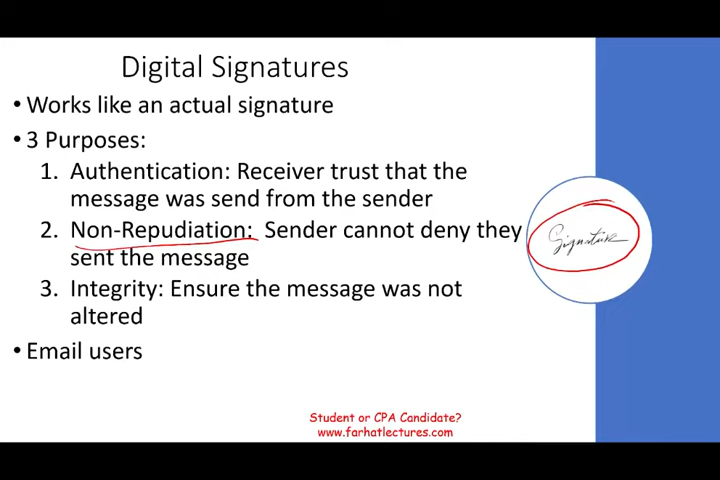 Digital Signatures
• Works like an actual signature
• 3 Purposes:
1. Authentication: Receiver trust that the
message was send from the sender
2. Non-Repudiation: Sender cannot deny they
sent the message
3. Integrity: Ensure the message was not
altered
• Email users
Signature
Student or CPA Candidate?
www.farhatlectures.com